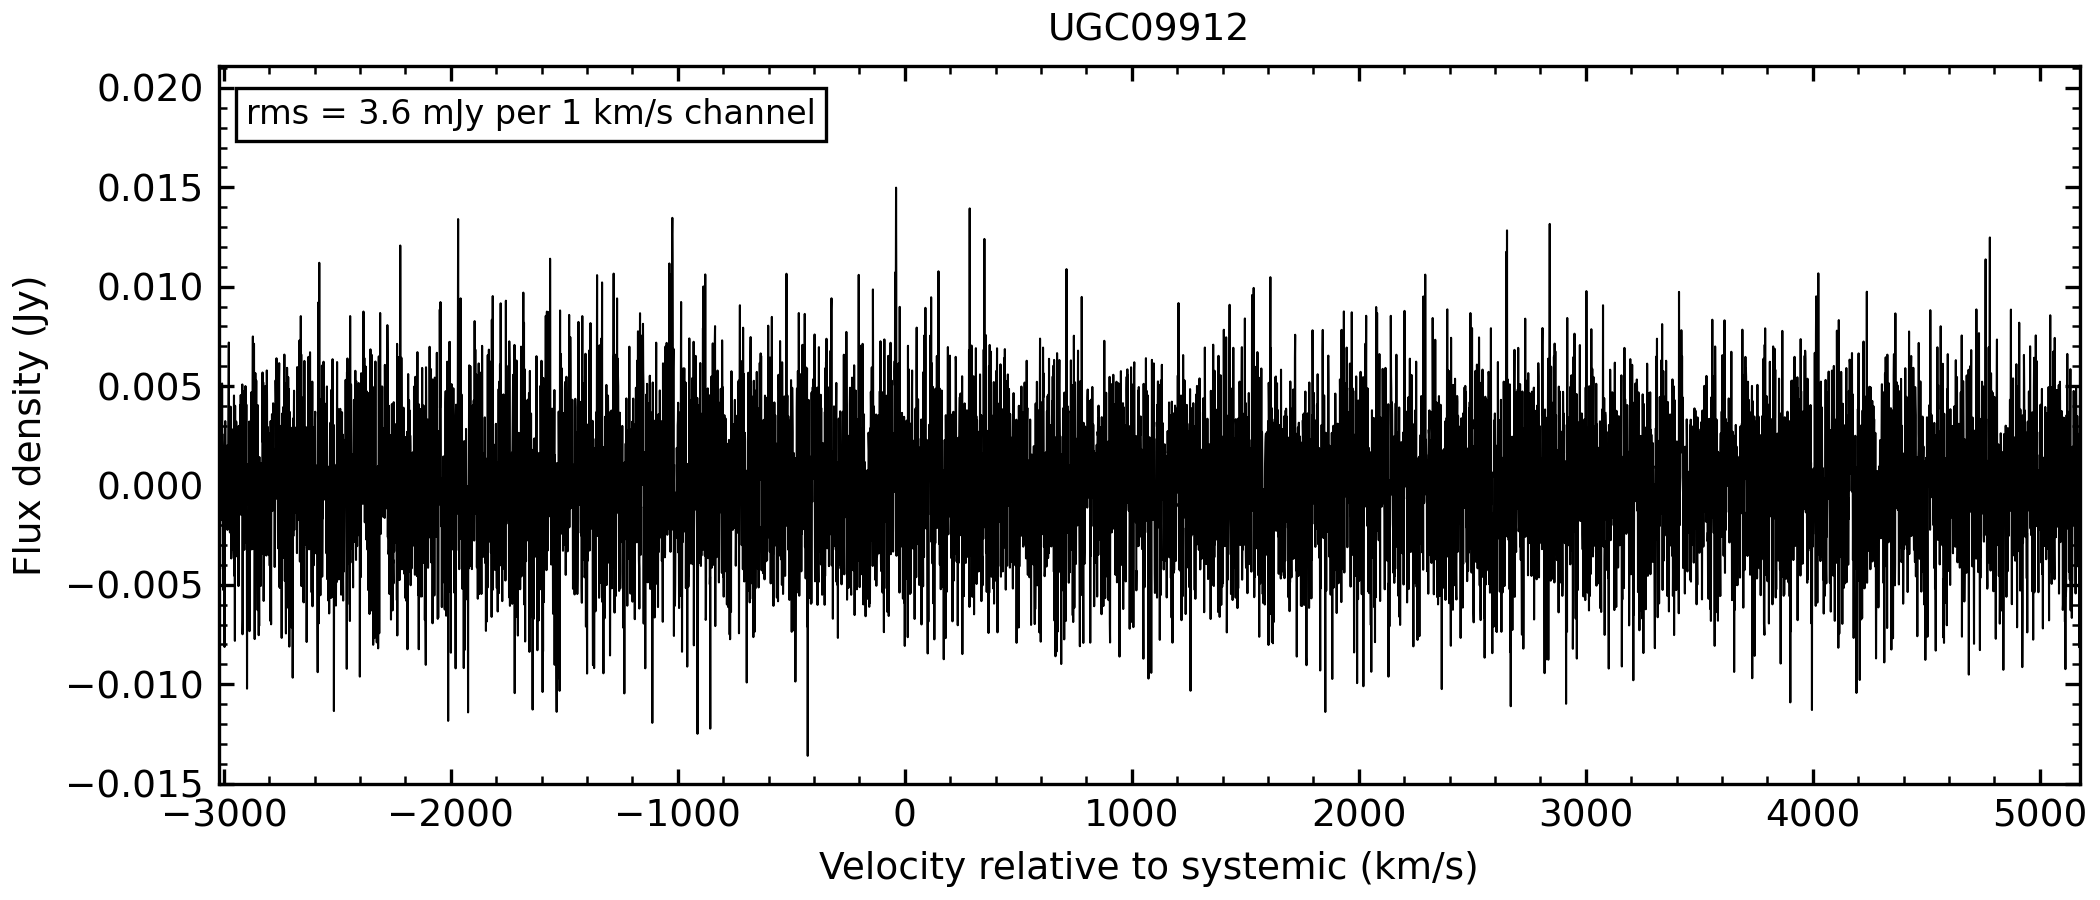 UGC09912
0.020
rms = 3.6 mJy per 1 km/s channel
0.015
0.010
0.005
0.000
−0.005
−0.010
−0.015
Flux density (Jy)
−3000 −2000 −1000 0 1000 2000 3000 4000 5000
Velocity relative to systemic (km/s)